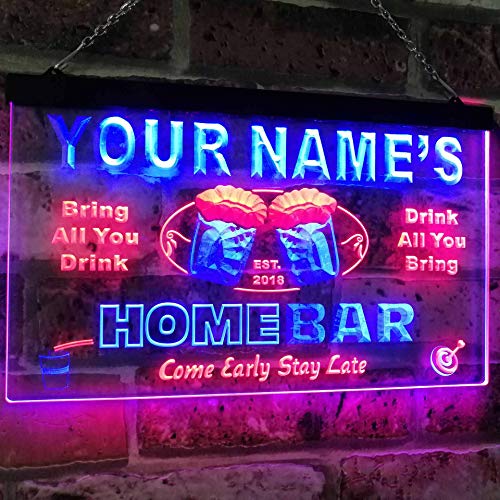 YOUR NAME'S
Bring
All You
Drink
EST.
2018
Drink
All You
Bring
HOME BAR
Come Early Stay Late